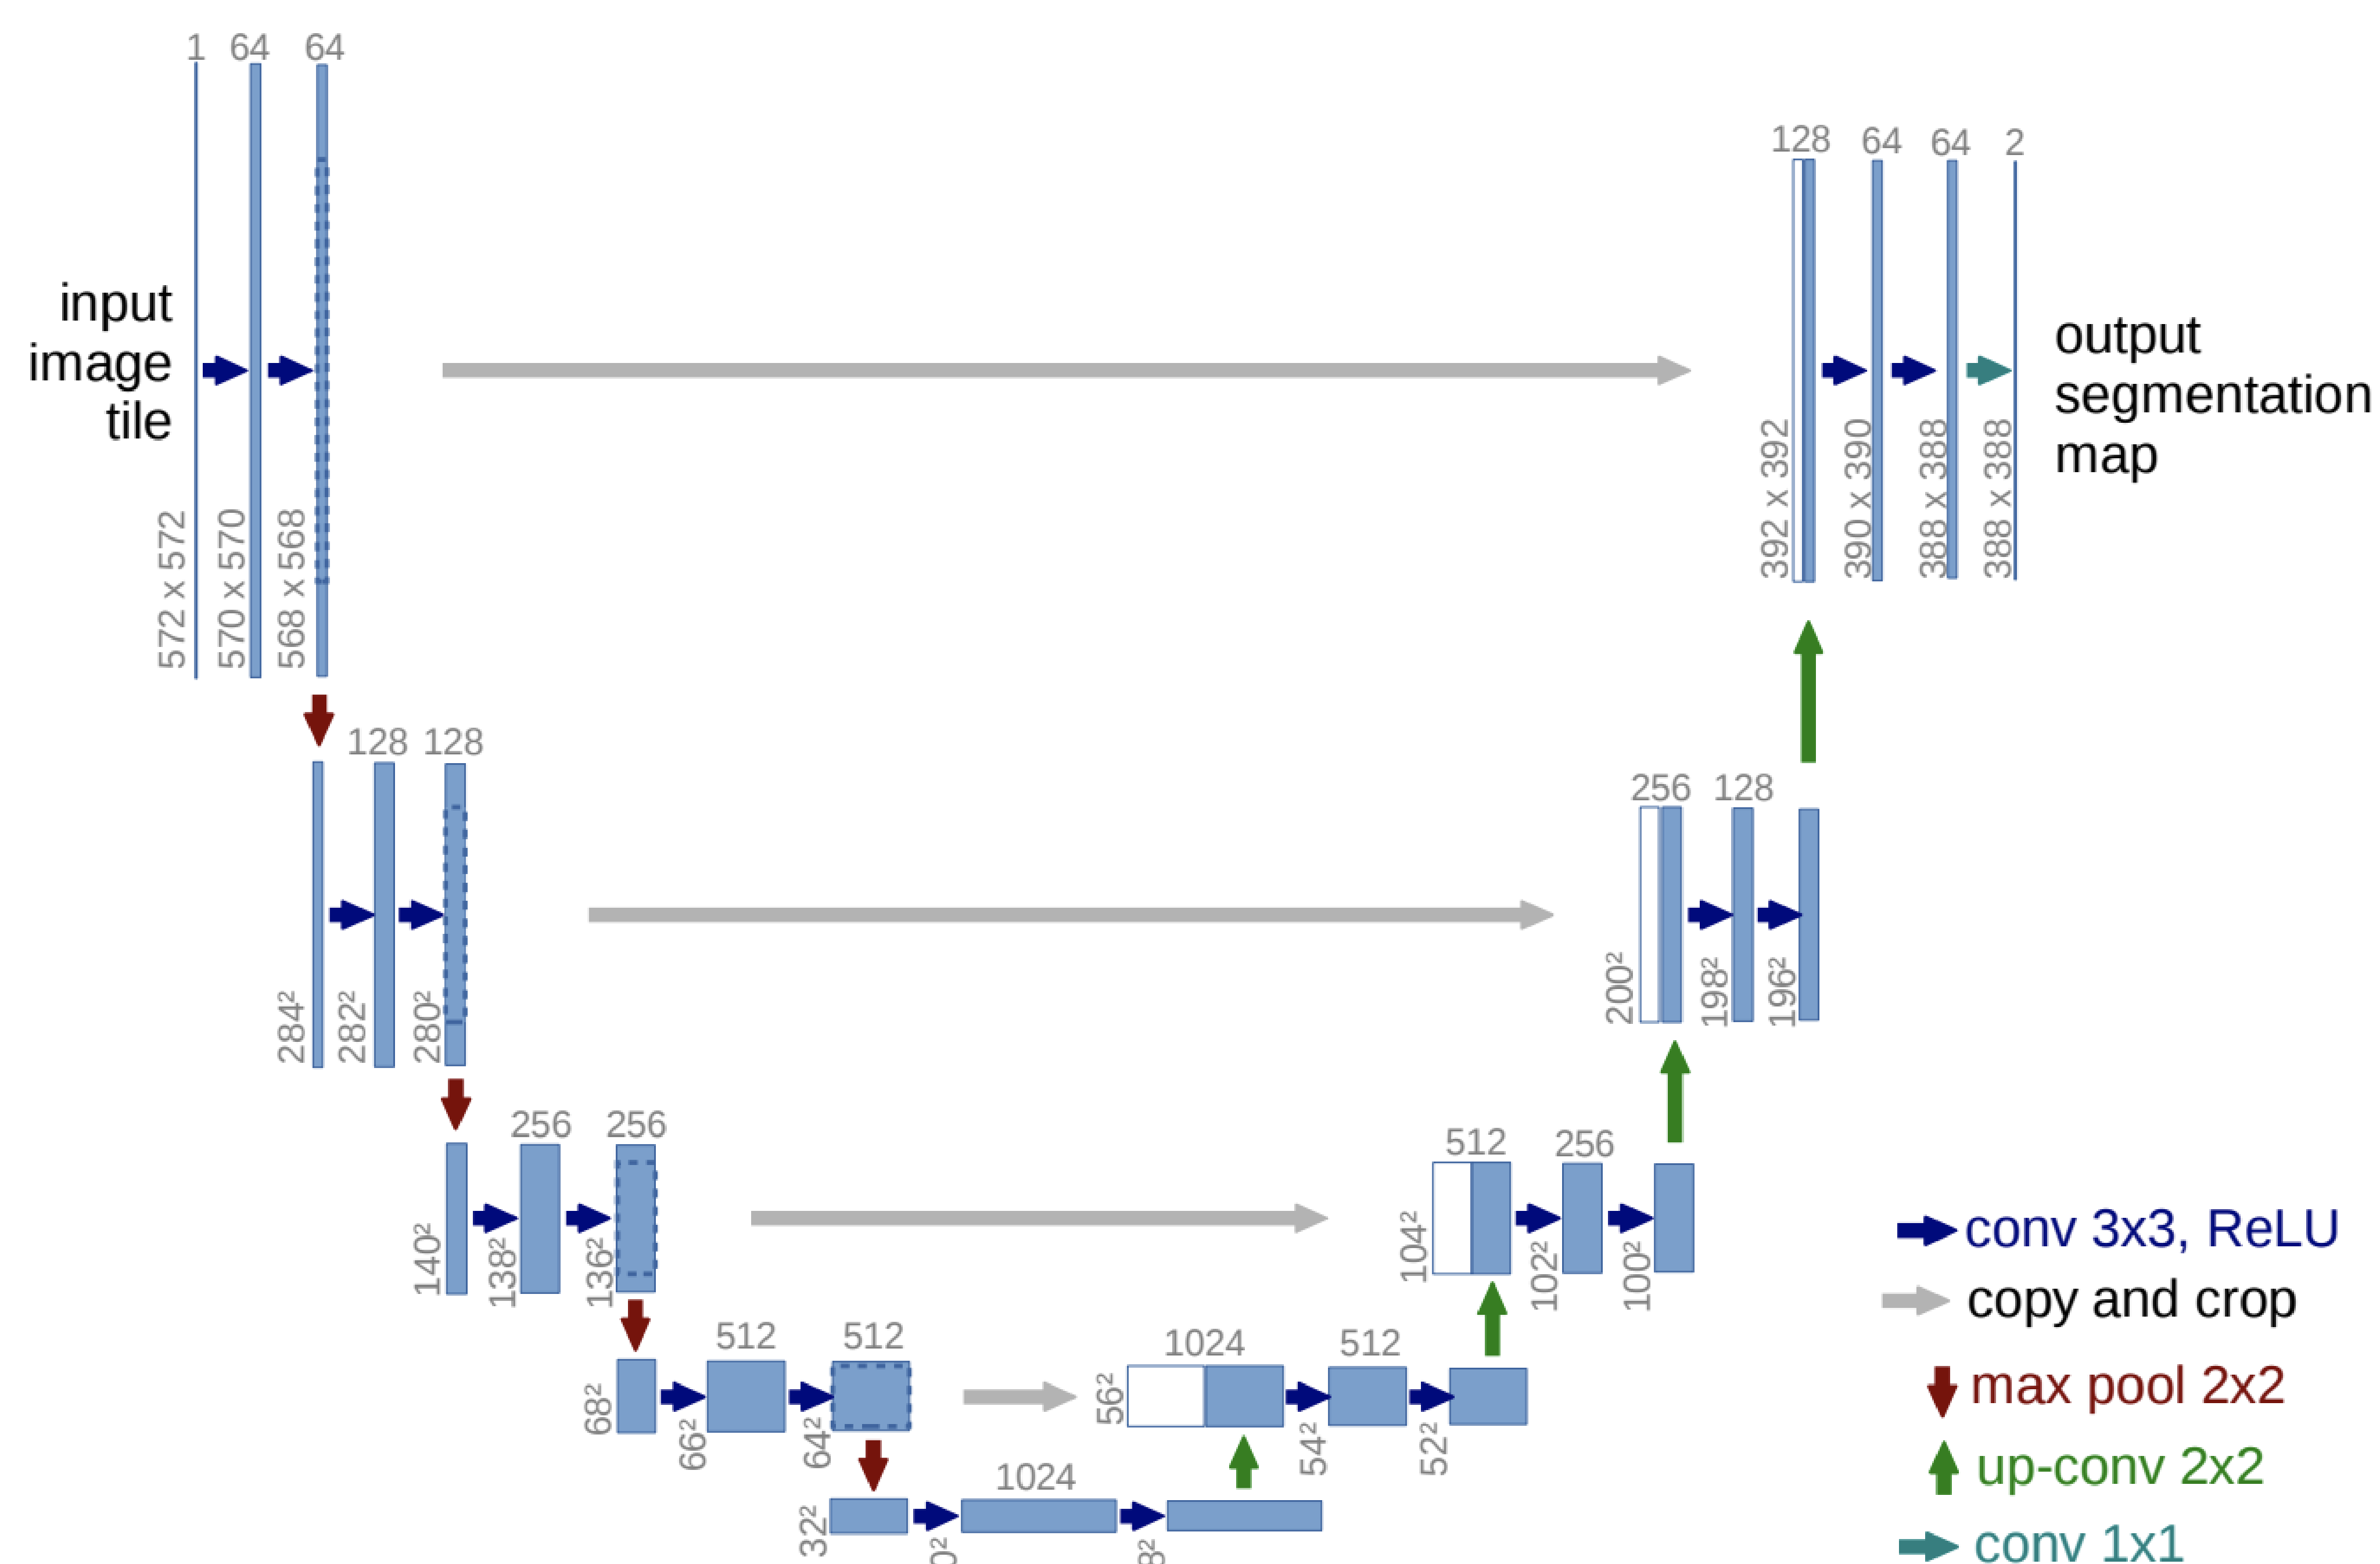 1 64 64
128 64 64 2
input
image
tile
output
segmentation
map
572 x 572
570 x 570
568 x 568
392 x 392
390 x 390
388 x 388
388 x 388
128 128
256 128
284²
282²
280²
200²
198²
196²
256 256
512 256
140²
138²
136²
104²
102²
100²
512 512
1024 512
68²
66²
64²
56²
54²
52²
1024
32²
conv 3x3, ReLU
copy and crop
max pool 2x2
up-conv 2x2
conv 1x1